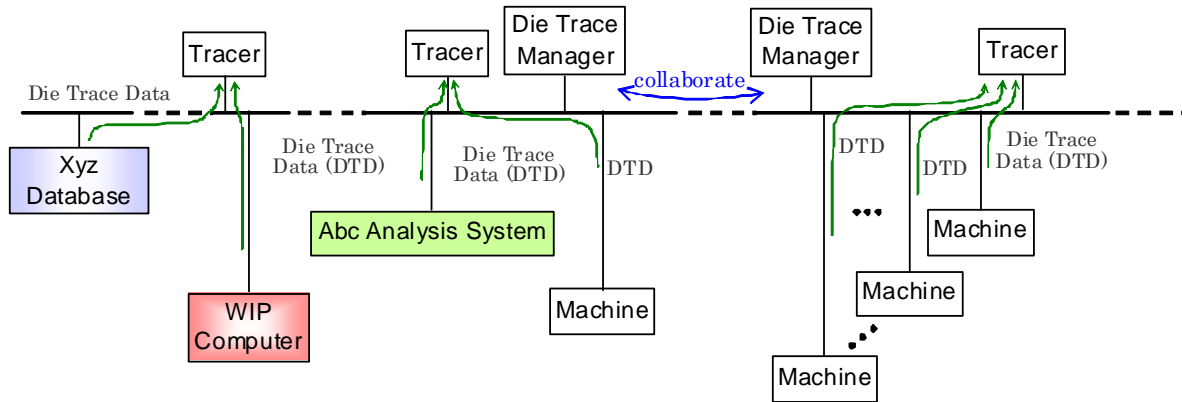 Die Trace
Manager
Die Trace
Manager
Tracer
Tracer
Tracer
collaborate
Die Trace Data
Die Trace
Data (DTD)
Die Trace
Data (DTD)
DTD
DTD
DTD
Die Trace
Data (DTD)
Xyz
Database
Abc Analysis System
Machine
WIP
Computer
Machine
Machine
Machine